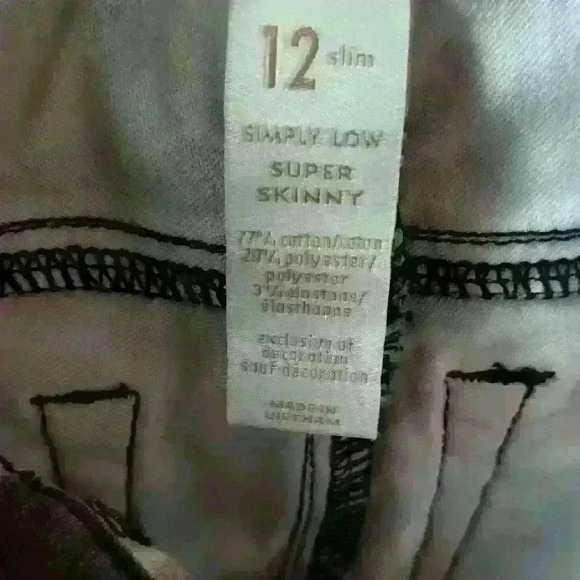 12 slim
SIMPLY LOW
SUPER
SKINNY
77% cotton/coton
20% polyester/
polyester
3% elastane/
élasthanne
exclusive of
decoration
sauf décoration
MADE IN
VIETNAM